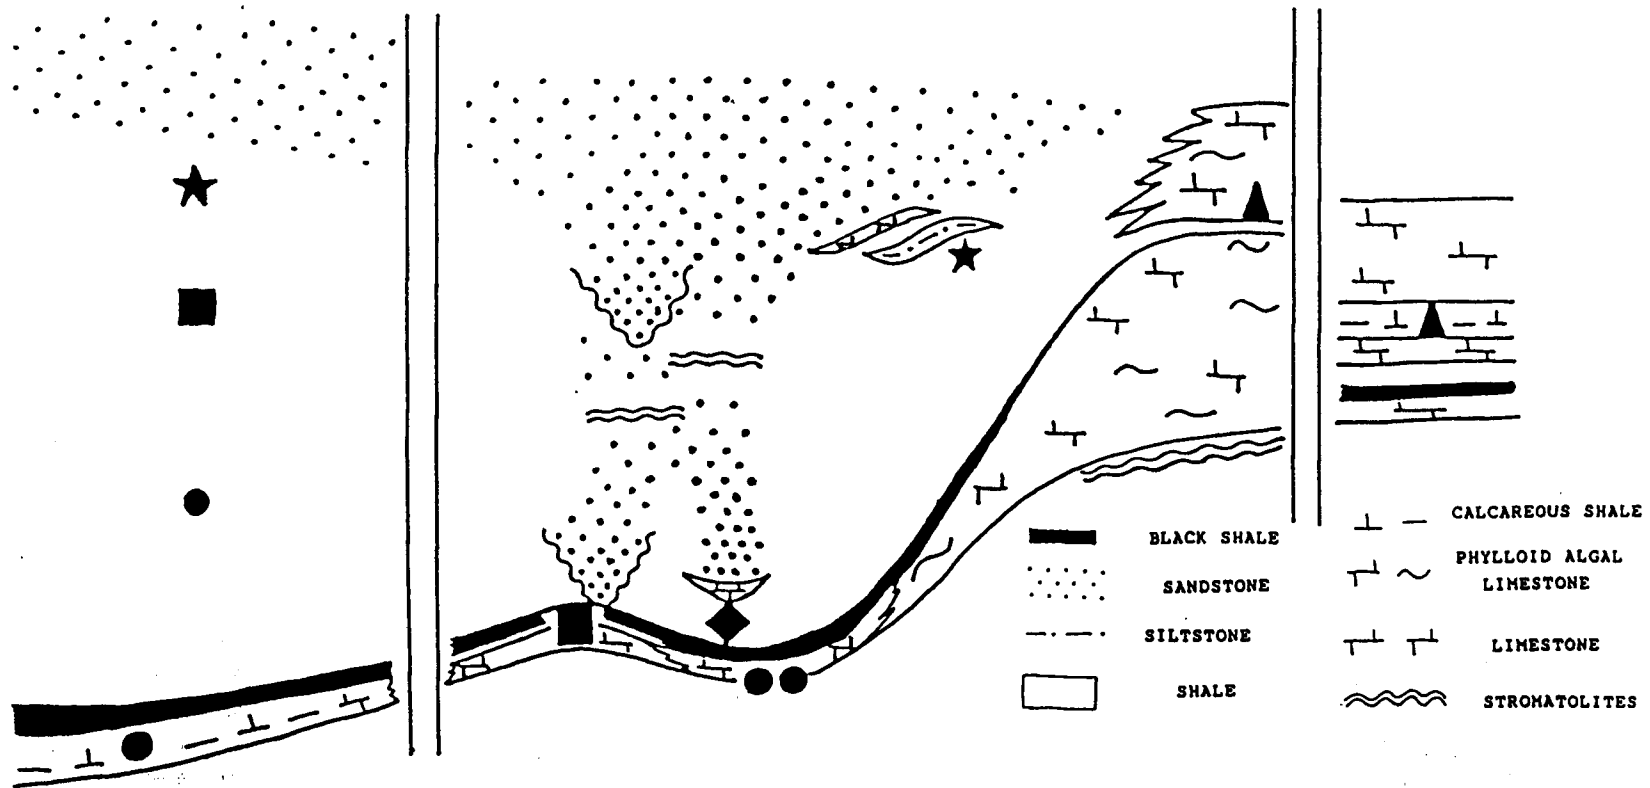 BLACK SHALE
SANDSTONE
SILTSTONE
SHALE
CALCAREOUS SHALE
PHYLLOID ALGAL
LIMESTONE
LIMESTONE
STROMATOLITES